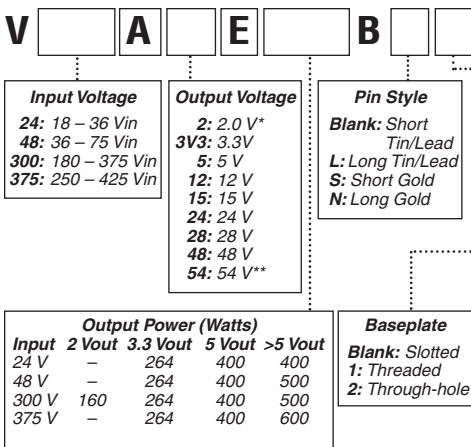 V A E B
Input Voltage
24: 18 – 36 Vin
48: 36 – 75 Vin
300: 180 – 375 Vin
375: 250 – 425 Vin
Output Voltage
2: 2.0 V*
3V3: 3.3V
5: 5 V
12: 12 V
15: 15 V
24: 24 V
28: 28 V
48: 48 V
54: 54 V**
Pin Style
Blank: Short
Tin/Lead
L: Long Tin/Lead
S: Short Gold
N: Long Gold
Output Power (Watts)
Input 2 Vout 3.3 Vout 5 Vout >5 Vout
24 V – 264 400 400
48 V – 264 400 500
300 V 160 264 400 500
375 V – 264 400 600
Baseplate
Blank: Slotted
1: Threaded
2: Through-hole